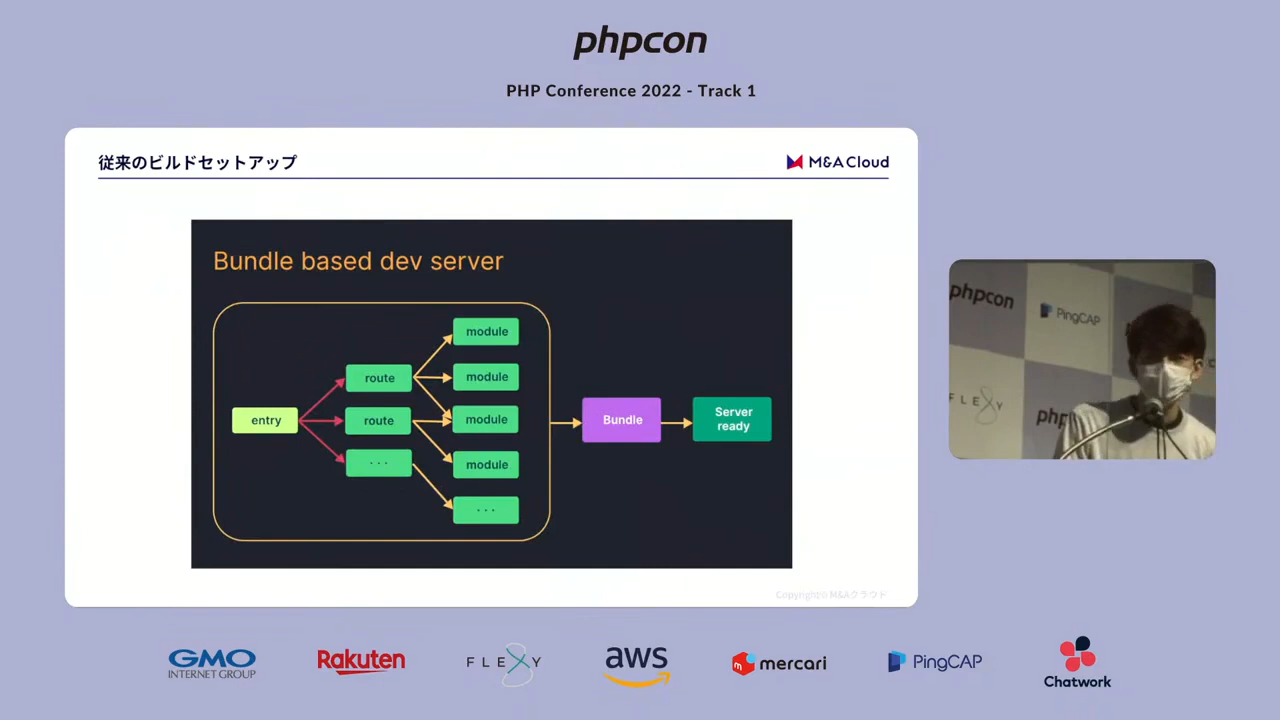 phpcon
PHP Conference 2022 - Track 1
従来のビルドセットアップ
M&A Cloud
Bundle based dev server
entry
route
route
. . .
module
module
module
module
. . .
Bundle
Server
ready
Copyright© M&Aクラウド
phpcon
PingCAP
FLEXY
php
GMO
INTERNET GROUP
Rakuten
FLEXY
aws
mercari
PingCAP
Chatwork